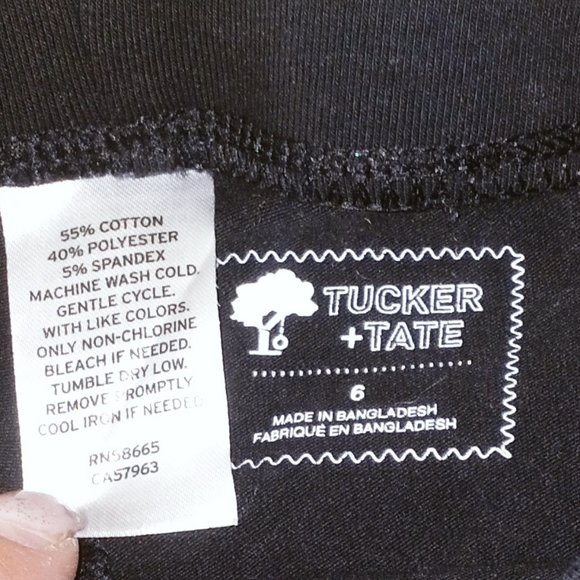 55% COTTON
40% POLYESTER
5% SPANDEX
MACHINE WASH COLD.
GENTLE CYCLE.
WITH LIKE COLORS.
ONLY NON-CHLORINE
BLEACH IF NEEDED.
TUMBLE DRY LOW.
REMOVE PROMPTLY
COOL IRON IF NEEDED
RN58665
CA57963
TUCKER
+TATE
6
MADE IN BANGLADESH
FABRIQUÉ EN BANGLADESH